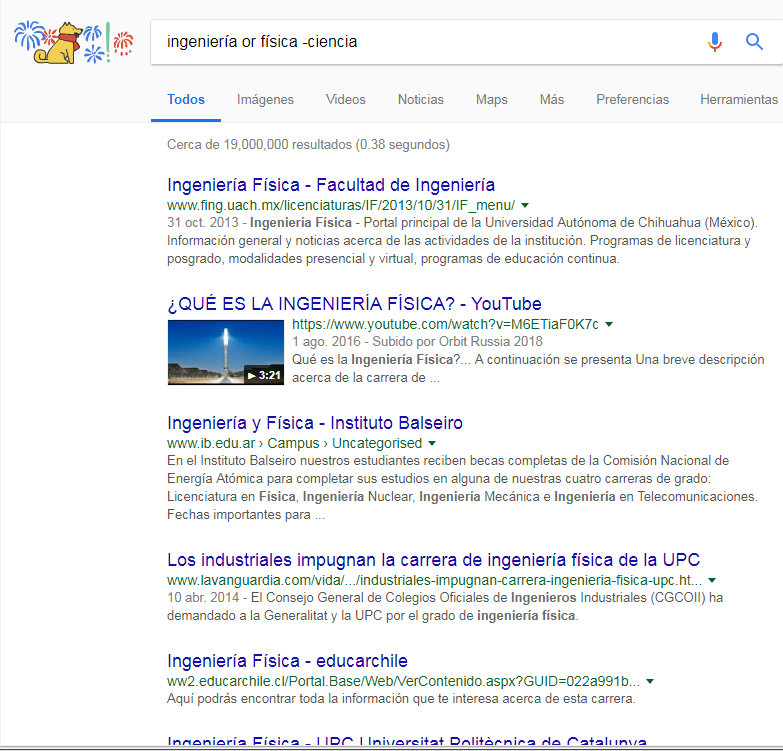 ingeniería or física -ciencia
Todos Imágenes Videos Noticias Maps Más Preferencias Herramientas
Cerca de 19,000,000 resultados (0.38 segundos)
Ingeniería Física - Facultad de Ingeniería
www.fing.uach.mx/licenciaturas/IF/2013/10/31/IF_menu/
31 oct. 2013 - Ingeniería Física - Portal principal de la Universidad Autónoma de Chihuahua (México).
Información general y noticias acerca de las actividades de la institución. Programas de licenciatura y
posgrado, modalidades presencial y virtual, programas de educación continua.
¿QUÉ ES LA INGENIERÍA FÍSICA? - YouTube
https://www.youtube.com/watch?v=M6ETiaF0K7c
1 ago. 2016 - Subido por Orbit Russia 2018
Qué es la Ingeniería Física?... A continuación se presenta Una breve descripción
acerca de la carrera de ...
3:21
Ingeniería y Física - Instituto Balseiro
www.ib.edu.ar › Campus › Uncategorised
En el Instituto Balseiro nuestros estudiantes reciben becas completas de la Comisión Nacional de
Energía Atómica para completar sus estudios en alguna de nuestras cuatro carreras de grado:
Licenciatura en Física, Ingeniería Nuclear, Ingeniería Mecánica e Ingeniería en Telecomunicaciones.
Fechas importantes para ...
Los industriales impugnan la carrera de ingeniería física de la UPC
www.lavanguardia.com/vida/.../industriales-impugnan-carrera-ingenieria-fisica-upc.ht...
10 abr. 2014 - El Consejo General de Colegios Oficiales de Ingenieros Industriales (CGCOII) ha
demandado a la Generalitat y la UPC por el grado de ingeniería física.
Ingeniería Física - educarchile
ww2.educarchile.cl/Portal.Base/Web/VerContenido.aspx?GUID=022a991b...
Aquí podrás encontrar toda la información que te interesa acerca de esta carrera.
Ingeniería Física - UPC Universitat Politècnica de Catalunya